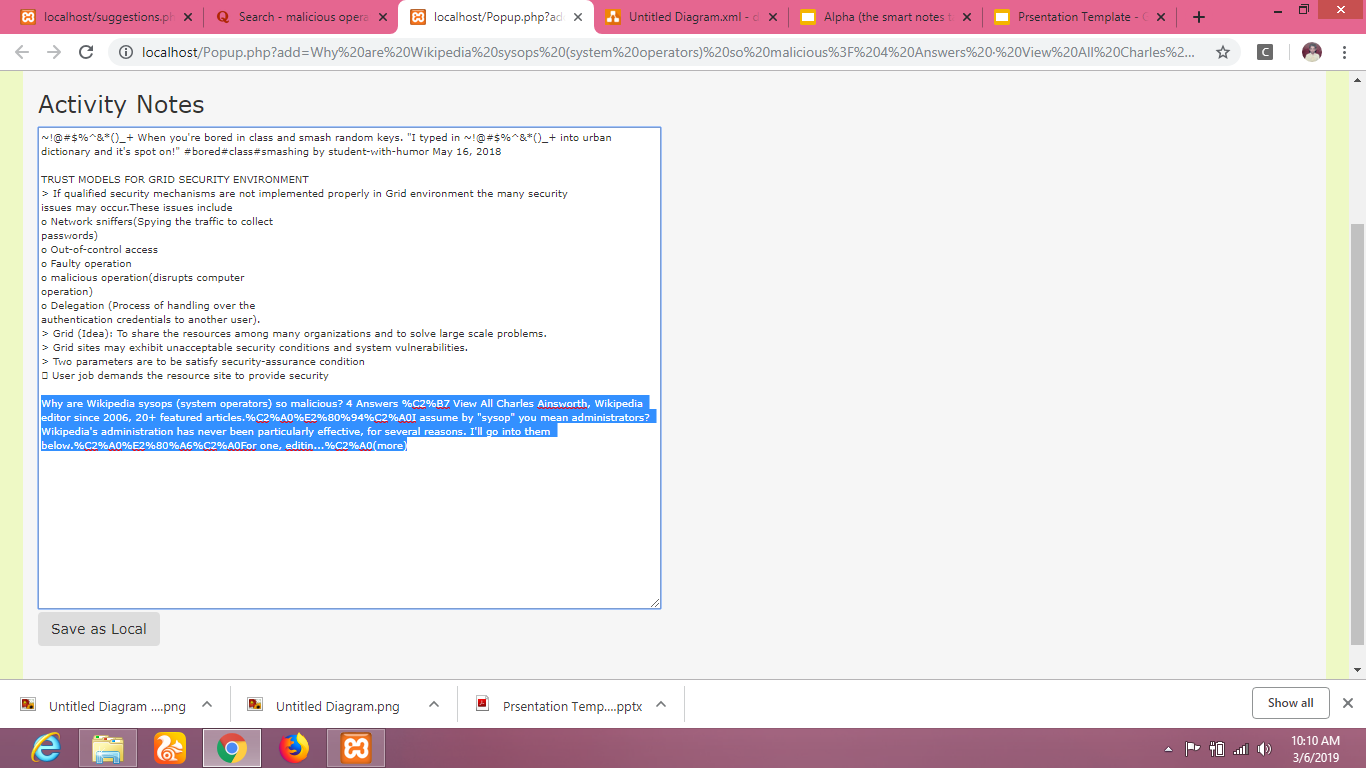 localhost/suggestions.ph
Search - malicious opera
localhost/Popup.php?ad
Untitled Diagram.xml - d
Alpha (the smart notes t
Prsentation Template - G
localhost/Popup.php?add=Why%20are%20Wikipedia%20sysops%20(system%20operators)%20so%20malicious%3F%204%20Answers%20·%20View%20All%20Charles%2...
C
Activity Notes
~!@#$%^&*()_+ When you're bored in class and smash random keys. "I typed in ~!@#$%^&*()_+ into urban
dictionary and it's spot on!" #bored#class#smashing by student-with-humor May 16, 2018
TRUST MODELS FOR GRID SECURITY ENVIRONMENT
> If qualified security mechanisms are not implemented properly in Grid environment the many security
issues may occur.These issues include
o Network sniffers(Spying the traffic to collect
passwords)
o Out-of-control access
o Faulty operation
o malicious operation(disrupts computer
operation)
o Delegation (Process of handling over the
authentication credentials to another user).
> Grid (Idea): To share the resources among many organizations and to solve large scale problems.
> Grid sites may exhibit unacceptable security conditions and system vulnerabilities.
> Two parameters are to be satisfy security-assurance condition
 User job demands the resource site to provide security
Why are Wikipedia sysops (system operators) so malicious? 4 Answers %C2%B7 View All Charles Ainsworth, Wikipedia
editor since 2006, 20+ featured articles.%C2%A0%E2%80%94%C2%A0I assume by "sysop" you mean administrators?
Wikipedia's administration has never been particularly effective, for several reasons. I'll go into them
below.%C2%A0%E2%80%A6%C2%A0For one, editin...%C2%A0(more)
Save as Local
Untitled Diagram ....png
Untitled Diagram.png
Prsentation Temp....pptx
Show all
10:10 AM
3/6/2019